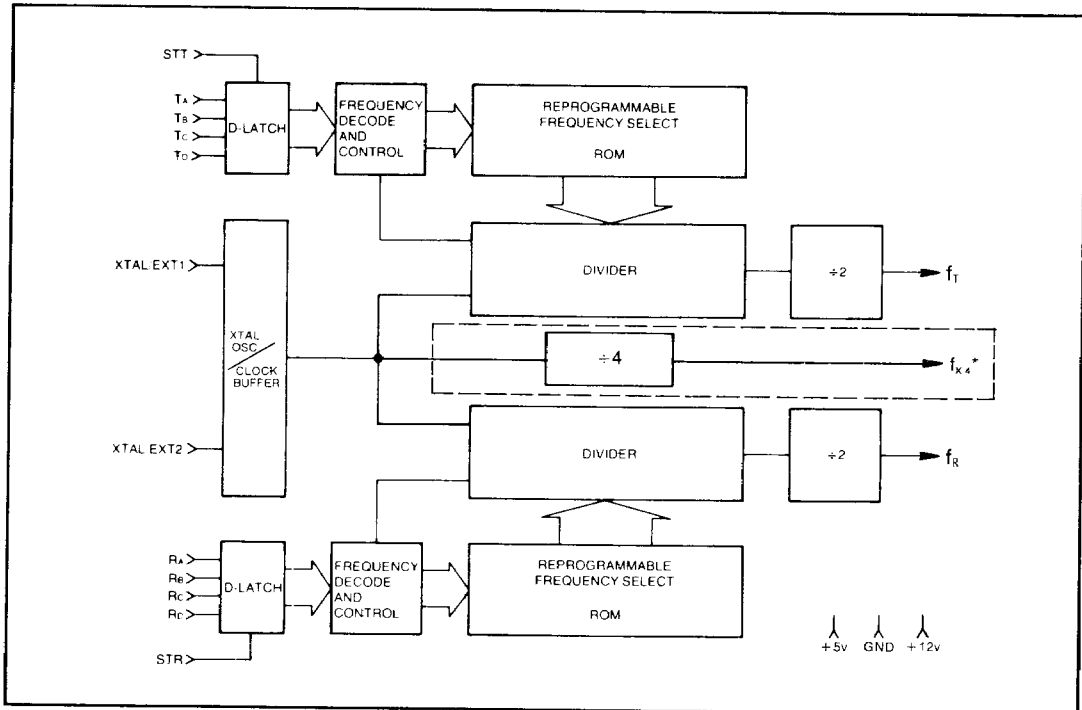 STT
TA
TB
TC
TD
D-LATCH
FREQUENCY
DECODE
AND
CONTROL
REPROGRAMMABLE
FREQUENCY SELECT
ROM
XTAL/EXT1
XTAL
OSC
CLOCK
BUFFER
XTAL EXT2
DIVIDER
÷2
fT
÷4
fX4*
DIVIDER
÷2
fR
RA
RB
RC
RD
D-LATCH
STR
FREQUENCY
DECODE
AND
CONTROL
REPROGRAMMABLE
FREQUENCY SELECT
ROM
+5v GND +12v